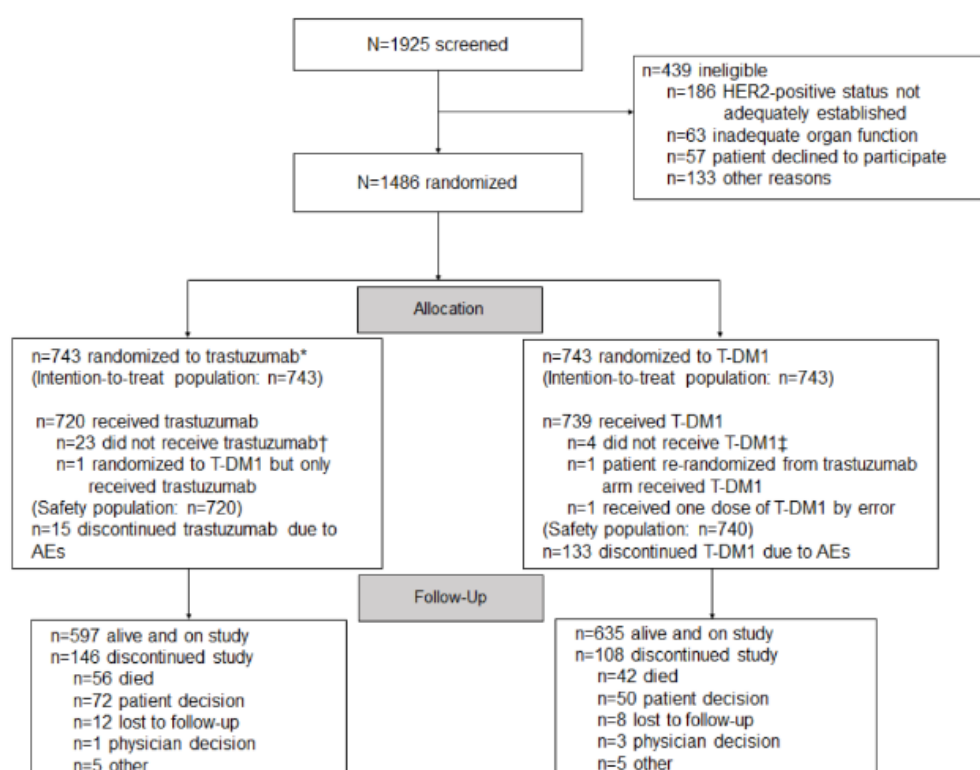 N=1925 screened
n=439 ineligible
n=186 HER2-positive status not
adequately established
n=63 inadequate organ function
n=57 patient declined to participate
n=133 other reasons
N=1486 randomized
Allocation
n=743 randomized to trastuzumab*
(Intention-to-treat population: n=743)
n=720 received trastuzumab
n=23 did not receive trastuzumab†
n=1 randomized to T-DM1 but only
received trastuzumab
(Safety population: n=720)
n=15 discontinued trastuzumab due to
AEs
n=743 randomized to T-DM1
(Intention-to-treat population: n=743)
n=739 received T-DM1
n=4 did not receive T-DM1‡
n=1 patient re-randomized from trastuzumab
arm received T-DM1
n=1 received one dose of T-DM1 by error
(Safety population: n=740)
n=133 discontinued T-DM1 due to AEs
Follow-Up
n=597 alive and on study
n=146 discontinued study
n=56 died
n=72 patient decision
n=12 lost to follow-up
n=1 physician decision
n=5 other
n=635 alive and on study
n=108 discontinued study
n=42 died
n=50 patient decision
n=8 lost to follow-up
n=3 physician decision
n=5 other